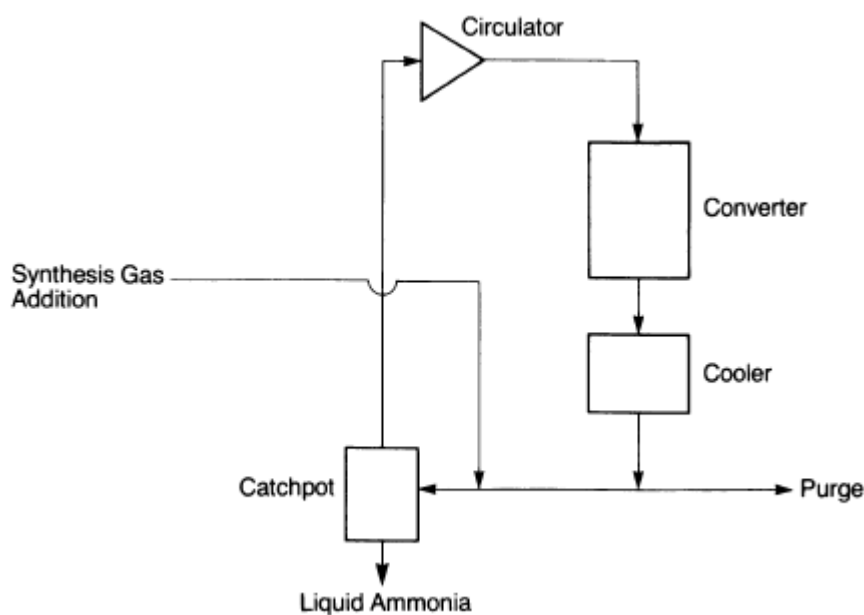 Circulator
Converter
Synthesis Gas
Addition
Cooler
Catchpot
Purge
Liquid Ammonia